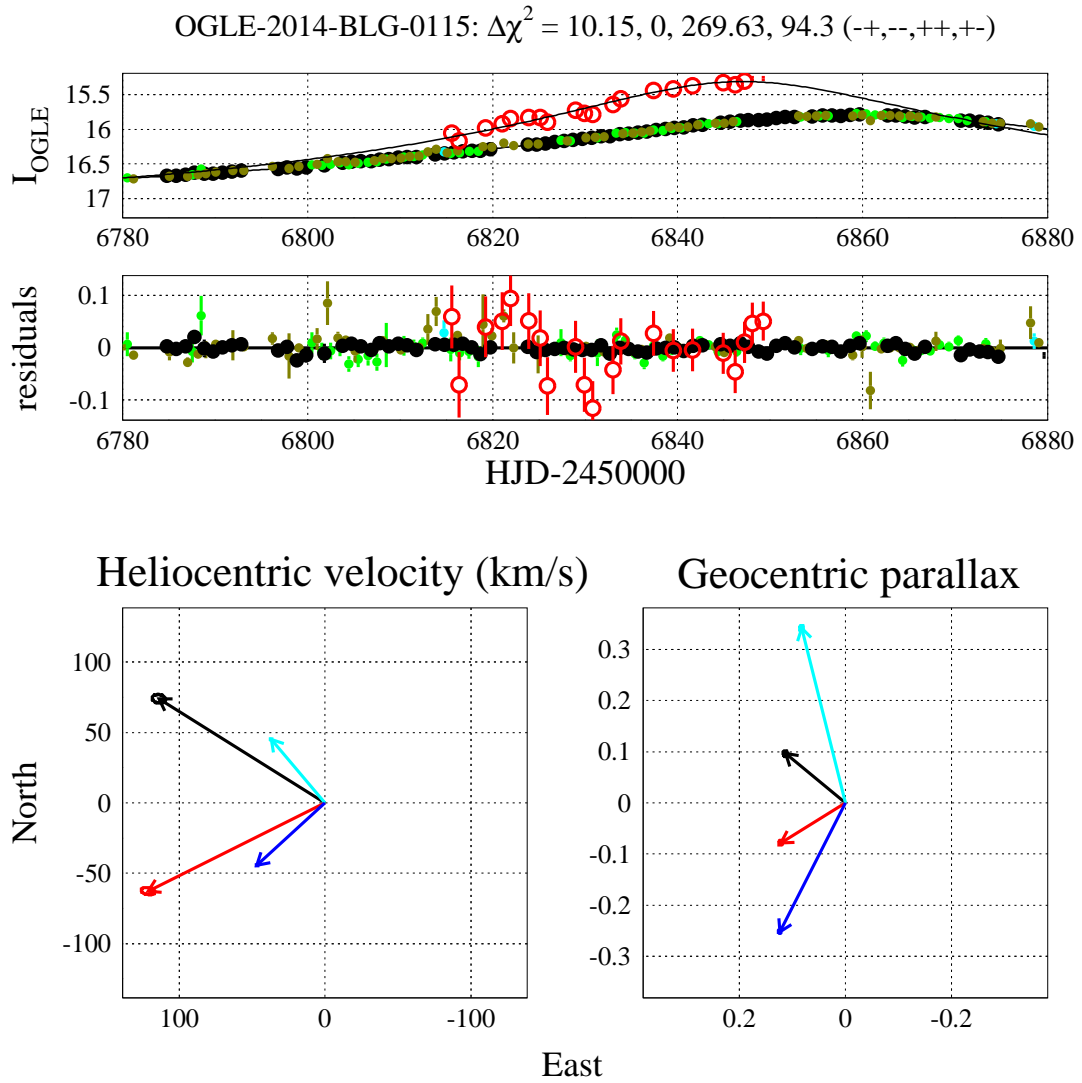 OGLE-2014-BLG-0115: Δχ² = 10.15, 0, 269.63, 94.3 (-+,--,++,+-)
I_OGLE
15.5
16
16.5
17
6780 6800 6820 6840 6860 6880
residuals
0.1
0
-0.1
6780 6800 6820 6840 6860 6880
HJD-2450000
Heliocentric velocity (km/s)
North
100
50
0
-50
-100
100 0 -100
Geocentric parallax
0.3
0.2
0.1
0
-0.1
-0.2
-0.3
0.2 0 -0.2
East